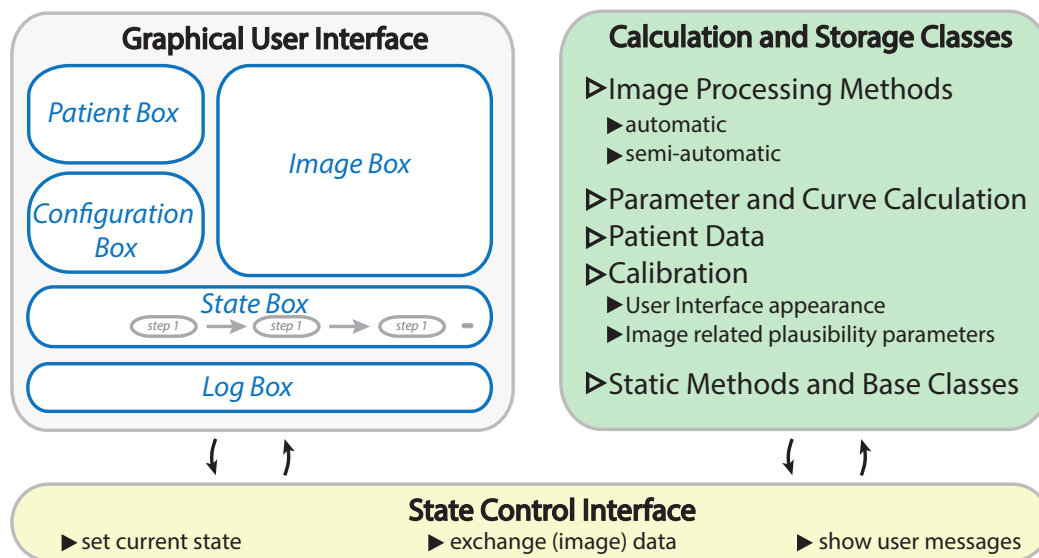 Graphical User Interface
Patient Box
Image Box
Configuration
Box
State Box
step 1
step 1
step 1
Log Box
Calculation and Storage Classes
Image Processing Methods
automatic
semi-automatic
Parameter and Curve Calculation
Patient Data
Calibration
User Interface appearance
Image related plausibility parameters
Static Methods and Base Classes
State Control Interface
set current state
exchange (image) data
show user messages